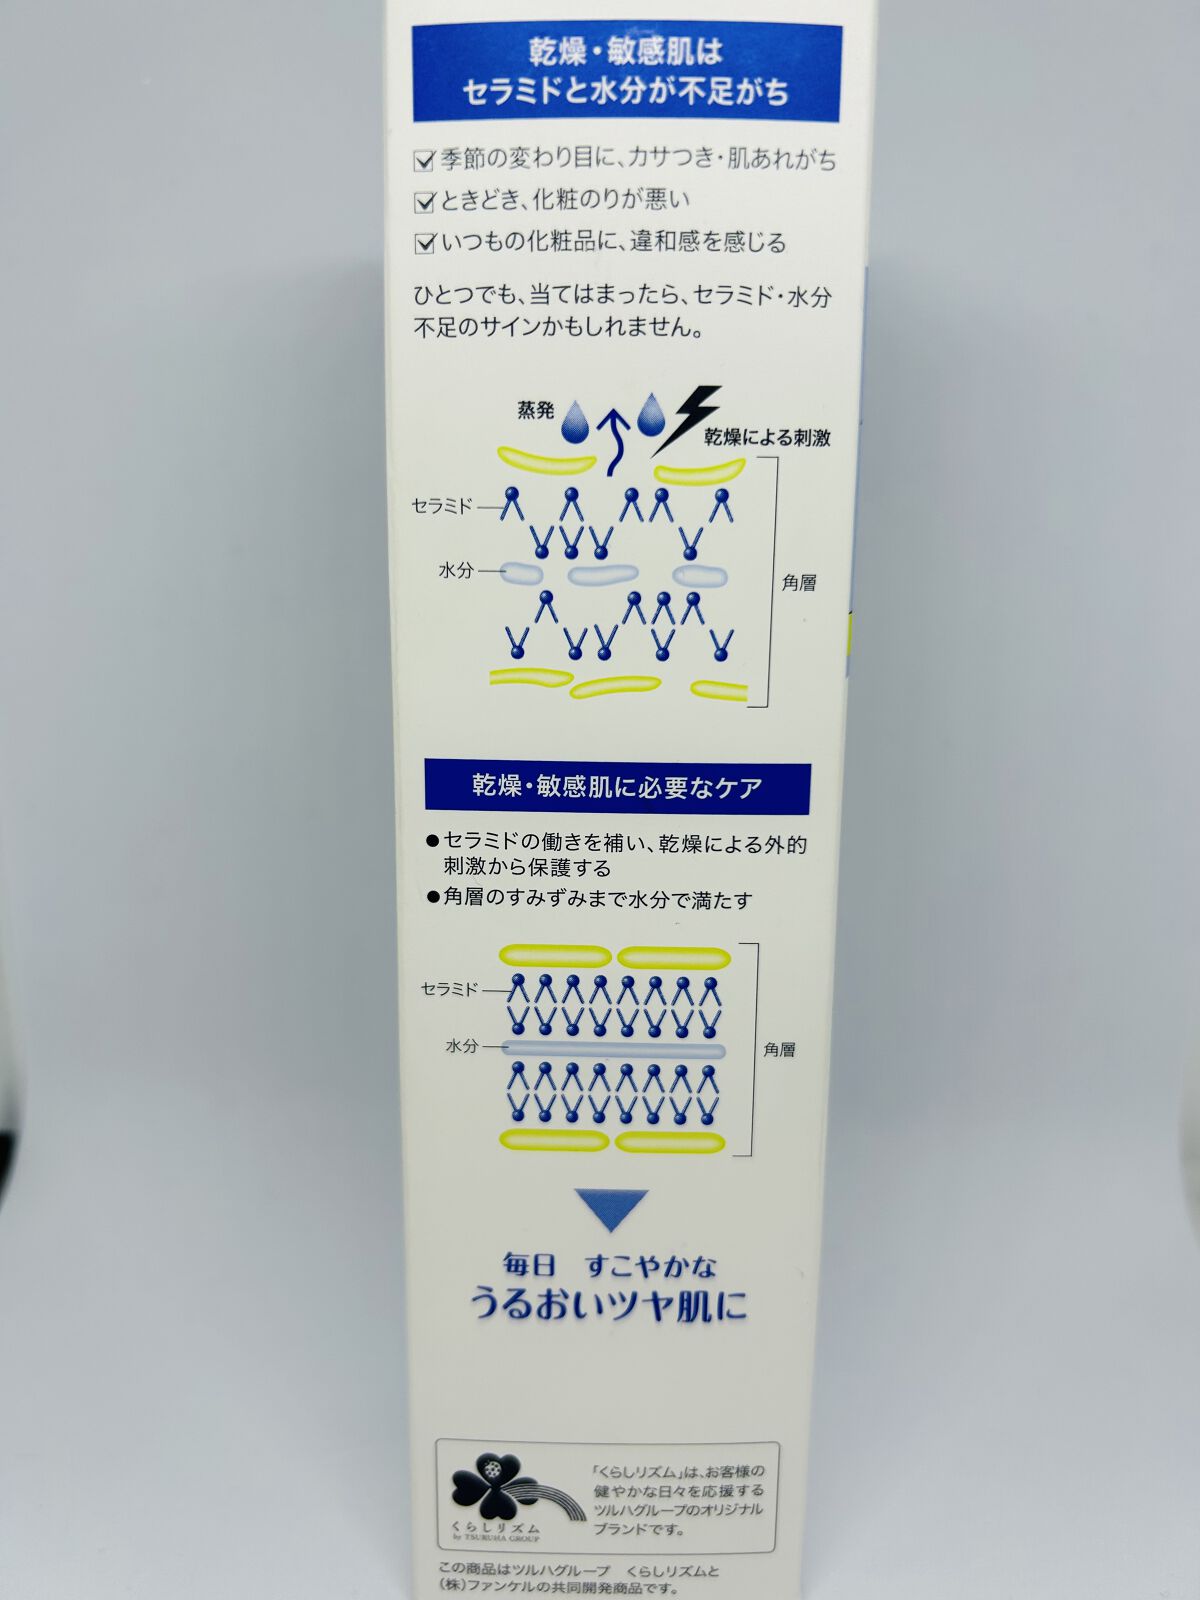 乾燥・敏感肌は
セラミドと水分が不足がち
季節の変わり目に、カサつき・肌あれがち
ときどき、化粧のりが悪い
いつもの化粧品に、違和感を感じる
ひとつでも、当てはまったら、セラミド・水分
不足のサインかもしれません。
蒸発
乾燥による刺激
セラミド
水分
角層
乾燥・敏感肌に必要なケア
●セラミドの働きを補い、乾燥による外的
刺激から保護する
●角層のすみずみまで水分で満たす
セラミド
水分
角層
毎日 すこやかな
うるおいツヤ肌に
くらしリズム
by TSURUHA GROUP
「くらしリズム」は、お客様の
健やかな日々を応援する
ツルハグループのオリジナル
ブランドです。
この商品はツルハグループ くらしリズムと
(株)ファンケルの共同開発商品です。